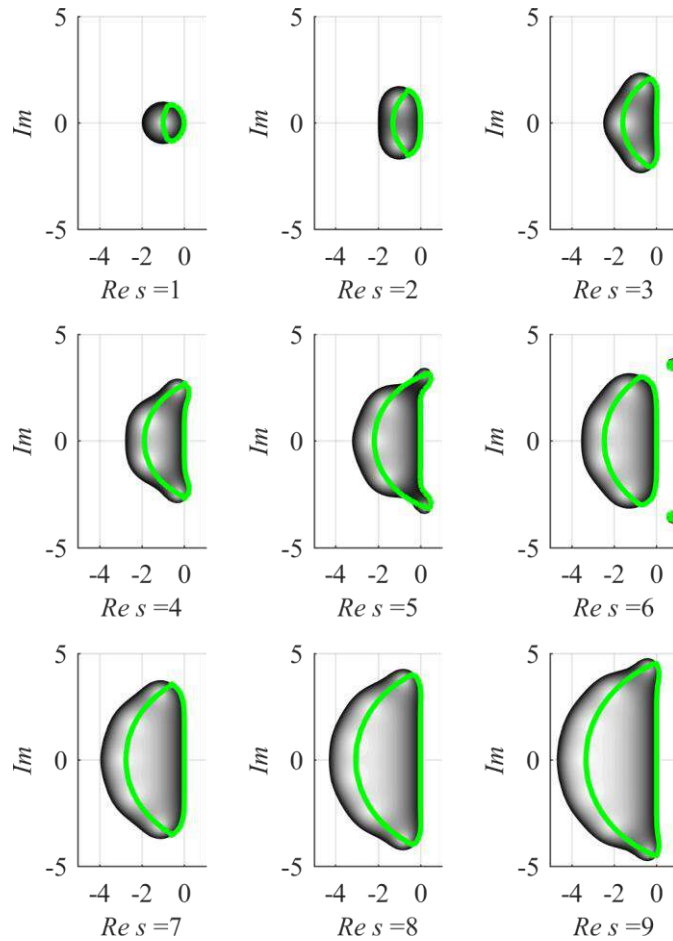 5 5 5
Im 0 Im 0 Im 0
-5 -5 -5
-4 -2 0 -4 -2 0 -4 -2 0
Re s =1 Re s =2 Re s =3
5 5 5
Im 0 Im 0 Im 0
-5 -5 -5
-4 -2 0 -4 -2 0 -4 -2 0
Re s =4 Re s =5 Re s =6
5 5 5
Im 0 Im 0 Im 0
-5 -5 -5
-4 -2 0 -4 -2 0 -4 -2 0
Re s =7 Re s =8 Re s =9